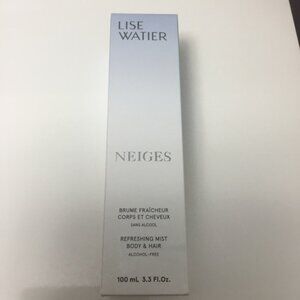 LISE
WATIER
NEIGES
BRUME FRAÎCHEUR
CORPS ET CHEVEUX
SANS ALCOOL
REFRESHING MIST
BODY & HAIR
ALCOHOL-FREE
100 mL 3.3 Fl.Oz.